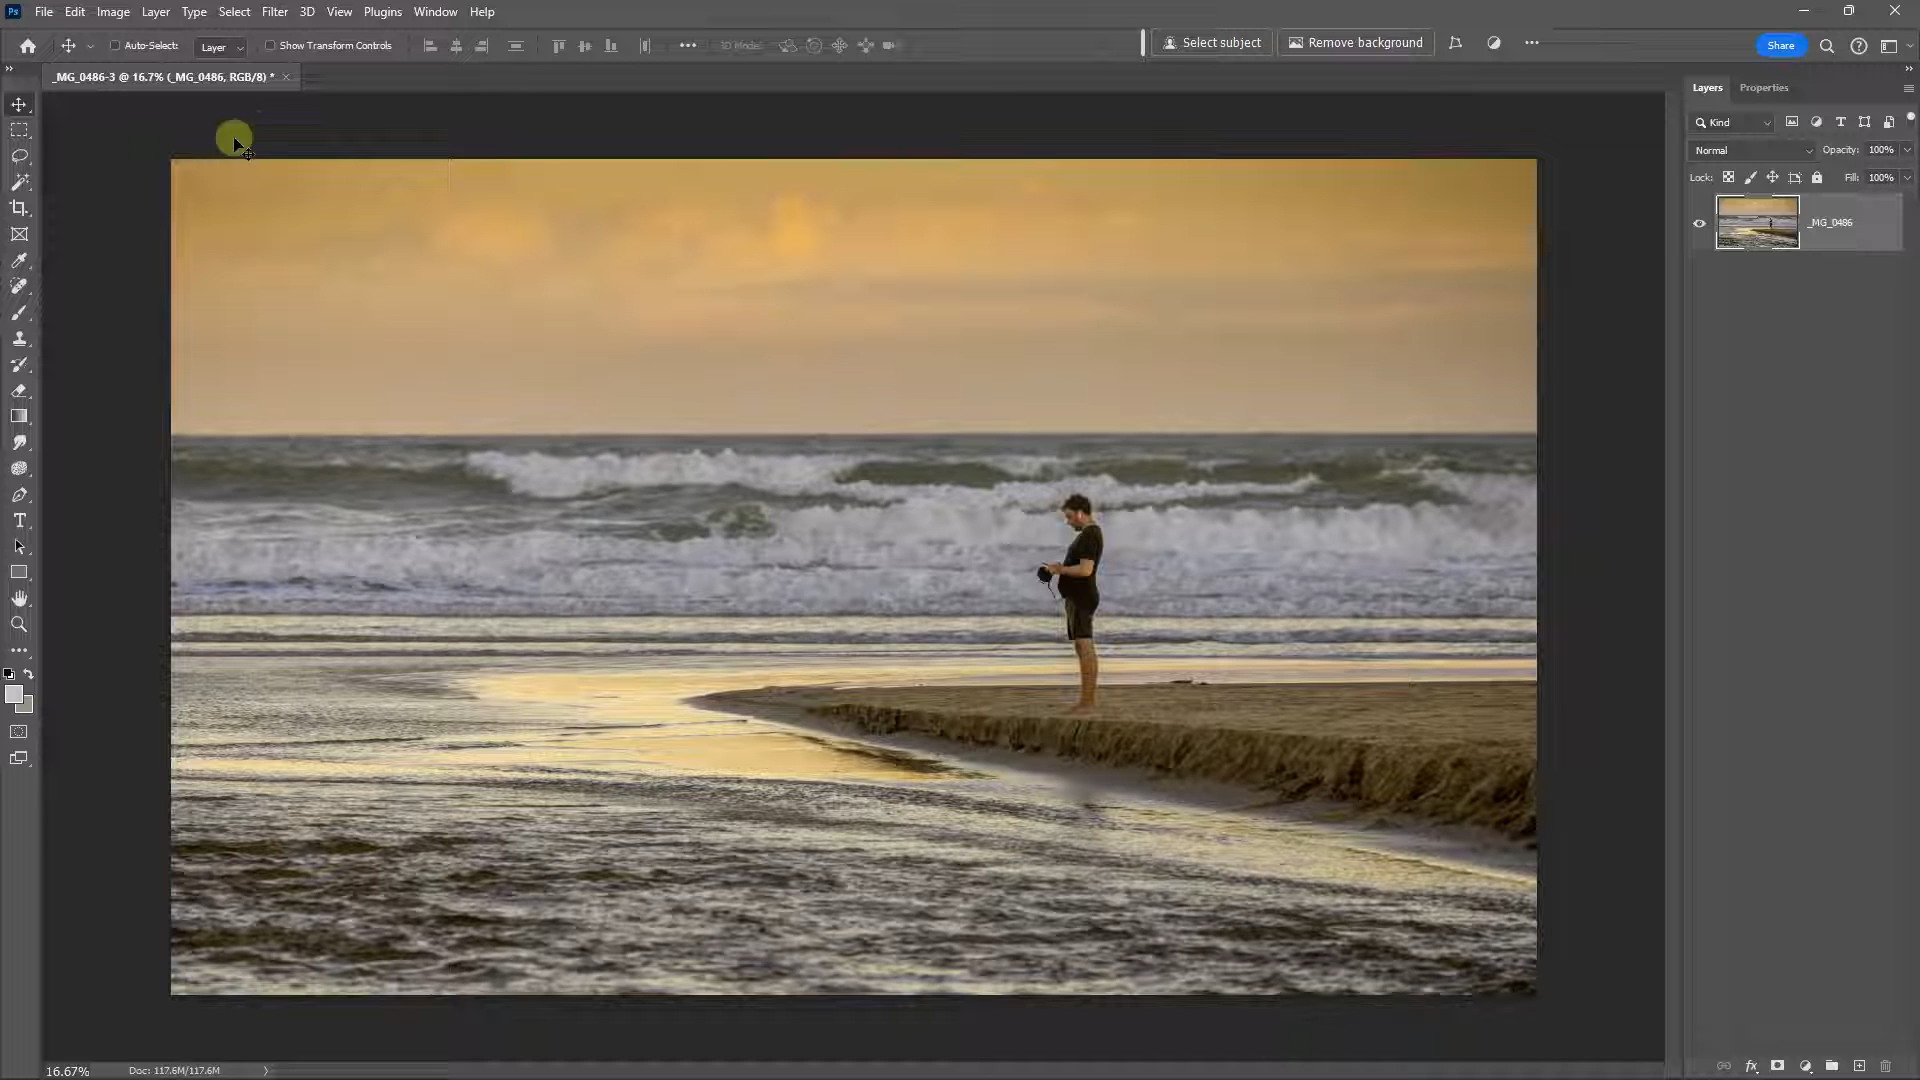 Ps File Edit Image Layer Type Select Filter 3D View Plugins Window Help
Auto-Select: Layer Show Transform Controls 3D Mode: Select subject Remove background Share
_MG_0486-3 @ 16.7% (_MG_0486, RGB/8) * ×
Layers Properties
Kind
Normal Opacity: 100%
Lock: Fill: 100%
_MG_0486
16.67% Doc: 117.6M/117.6M